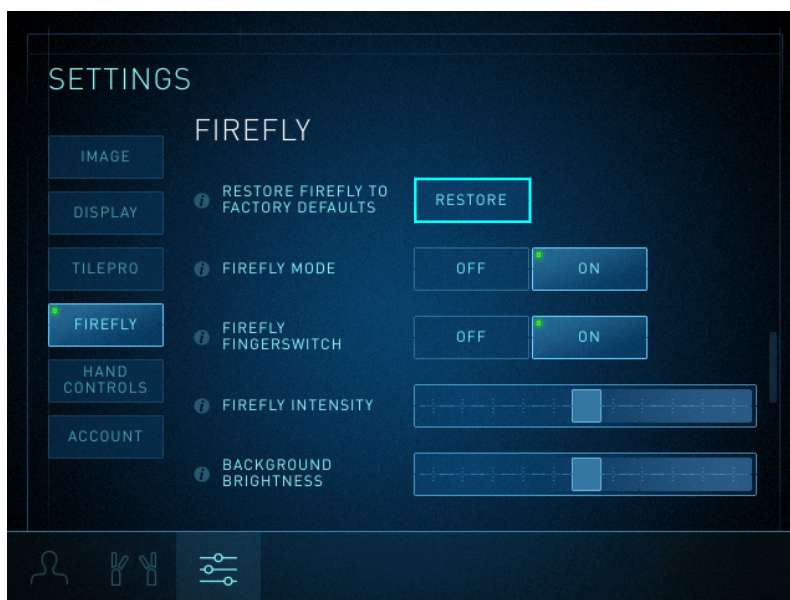 SETTINGS
FIREFLY
IMAGE
DISPLAY
TILEPRO
FIREFLY
HAND
CONTROLS
ACCOUNT
RESTORE FIREFLY TO
FACTORY DEFAULTS
RESTORE
FIREFLY MODE
OFF
ON
FIREFLY
FINGERSWITCH
OFF
ON
FIREFLY INTENSITY
BACKGROUND
BRIGHTNESS